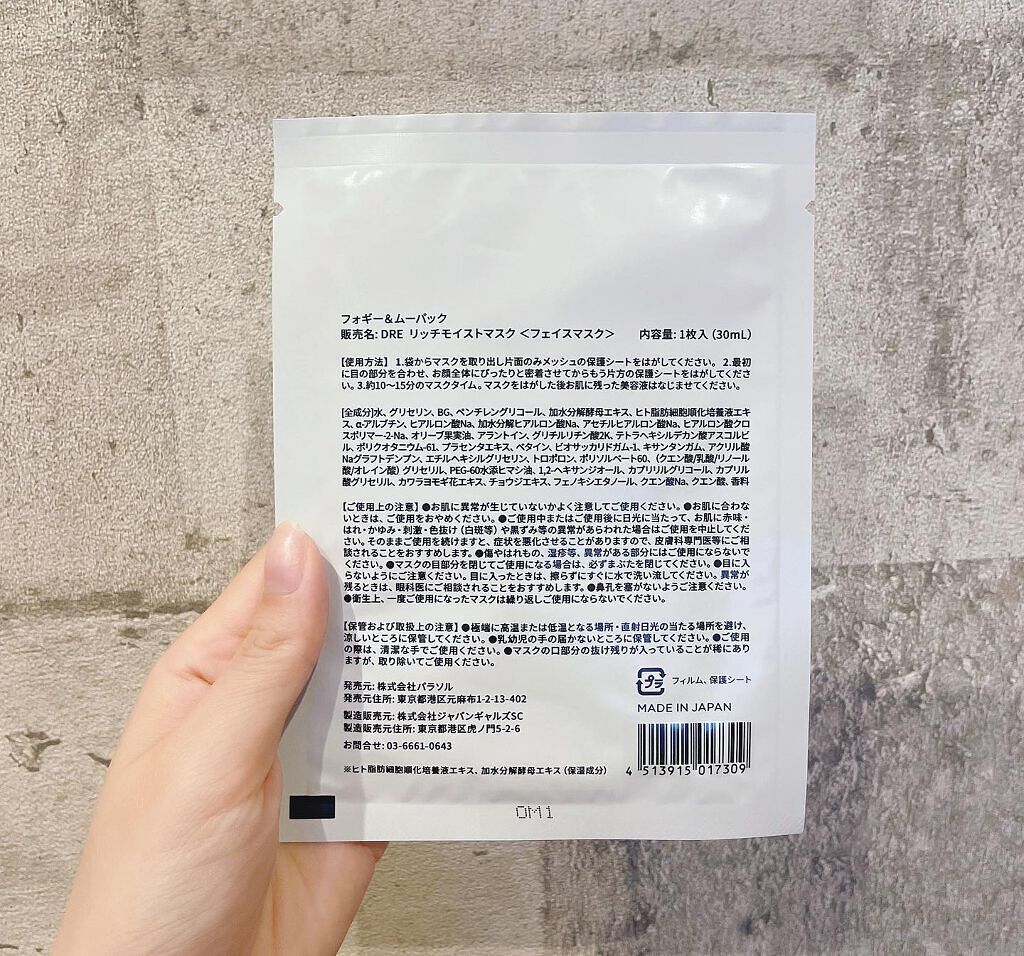 フォギー＆ムーパック
販売名: DRE リッチモイストマスク ＜フェイスマスク＞ 内容量: 1枚入（30mL）
【使用方法】 1.袋からマスクを取り出し片面のみメッシュの保護シートをはがしてください。 2.最初
に目の部分を合わせ、お顔全体にぴったりと密着させてからもう片方の保護シートをはがしてくださ
い。3.約10～15分のマスクタイム。マスクをはがした後お肌に残った美容液はなじませてください。
[全成分]水、グリセリン、BG、ペンチレングリコール、加水分解酵母エキス、ヒト脂肪細胞順化培養液エキ
ス、α-アルブチン、ヒアルロン酸Na、加水分解ヒアルロン酸Na、アセチルヒアルロン酸Na、ヒアルロン酸クロ
スポリマー-2-Na、オリーブ果実油、アラントイン、グリチルリチン酸2K、テトラヘキシルデカン酸アスコルビ
ル、ポリクオタニウム-61、プラセンタエキス、ベタイン、ビオサッカリドガム-1、キサンタンガム、アクリル酸
Naグラフトデンプン、エチルヘキシルグリセリン、トロポロン、ポリソルベート60、（クエン酸/乳酸/リノール
酸/オレイン酸）グリセリル、PEG-60水添ヒマシ油、1,2-ヘキサンジオール、カプリリルグリコール、カプリル
酸グリセリル、カワラヨモギ花エキス、チョウジエキス、フェノキシエタノール、クエン酸Na、クエン酸、香料
【ご使用上の注意】●お肌に異常が生じていないかよく注意してご使用ください。●お肌に合わな
いときは、ご使用をおやめください。●ご使用中またはご使用後に日光に当たって、お肌に赤味・
はれ・かゆみ・刺激・色抜け（白斑等）や黒ずみ等の異常があらわれた場合はご使用を中止してくだ
さい。そのままご使用を続けますと、症状を悪化させることがありますので、皮膚科専門医等にご相
談されることをおすすめします。●傷やはれもの、湿疹等、異常がある部分にはご使用にならないで
ください。●マスクの目部分を閉じてご使用になる場合は、必ずまぶたを閉じてください。●目に入
らないようにご注意ください。目に入ったときは、擦らずにすぐに水で洗い流してください。異常が
残るときは、眼科医にご相談されることをおすすめします。●鼻孔を塞がないようご注意ください。
●衛生上、一度ご使用になったマスクは繰り返しご使用にならないでください。
【保管および取扱上の注意】●極端に高温または低温となる場所・直射日光の当たる場所を避け、
涼しいところに保管してください。●乳幼児の手の届かないところに保管してください。●ご使用
の際は、清潔な手でご使用ください。●マスクの口部分の抜け残りが入っていることが稀にあり
ますが、取り除いてご使用ください。
発売元: 株式会社パラソル
発売元住所: 東京都港区元麻布1-2-13-402
製造販売元: 株式会社ジャパンギャルズSC
製造販売元住所: 東京都港区虎ノ門5-2-6
お問合せ: 03-6661-0643
※ヒト脂肪細胞順化培養液エキス、加水分解酵母エキス（保湿成分）
プラ フィルム、保護シート
MADE IN JAPAN
4 513915 017309
OM1